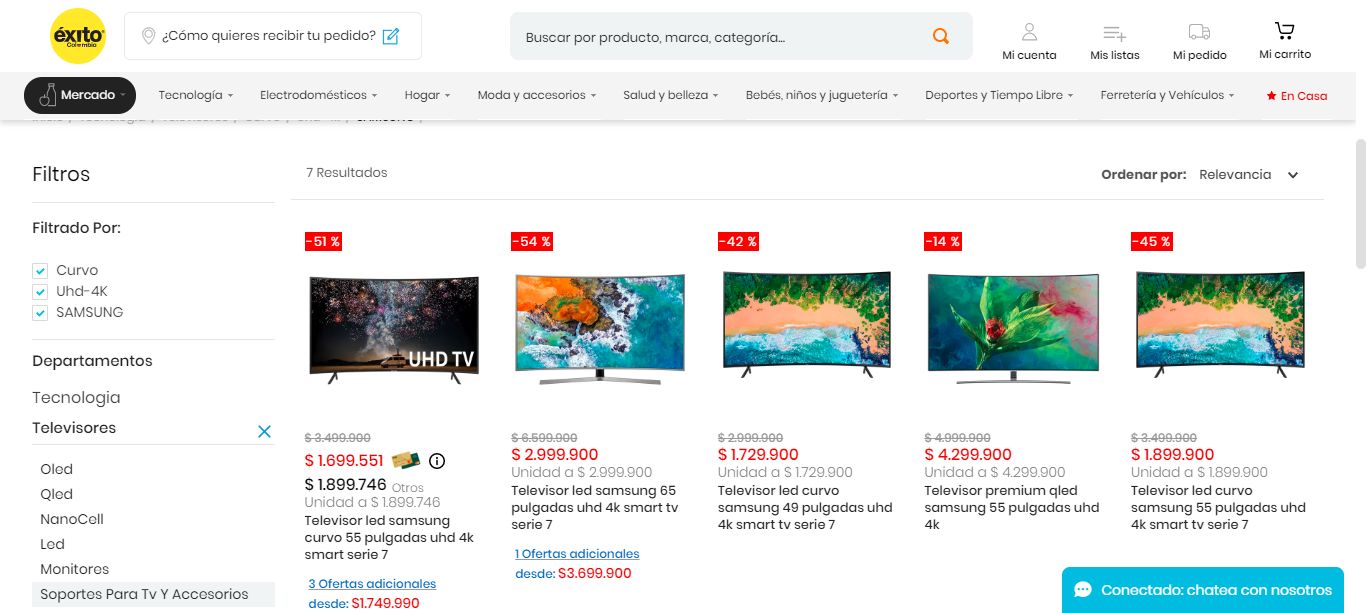 éxito
Colombia
¿Cómo quieres recibir tu pedido?
Buscar por producto, marca, categoría...
Mi cuenta
Mis listas
Mi pedido
Mi carrito
Mercado
Tecnología
Electrodomésticos
Hogar
Moda y accesorios
Salud y belleza
Bebés, niños y juguetería
Deportes y Tiempo Libre
Ferretería y Vehículos
En Casa
Filtros
7 Resultados
Ordenar por: Relevancia
Filtrado Por:
Curvo
Uhd-4K
SAMSUNG
Departamentos
Tecnologia
Televisores
Oled
Qled
NanoCell
Led
Monitores
Soportes Para Tv Y Accesorios
-51 %
UHD TV
$ 3.499.900
$ 1.699.551
$ 1.899.746 Otros
Unidad a $ 1.899.746
Televisor led samsung
curvo 55 pulgadas uhd 4k
smart serie 7
3 Ofertas adicionales
desde: $1.749.990
-54 %
$ 6.599.900
$ 2.999.900
Unidad a $ 2.999.900
Televisor led samsung 65
pulgadas uhd 4k smart tv
serie 7
1 Ofertas adicionales
desde: $3.699.900
-42 %
$ 2.999.900
$ 1.729.900
Unidad a $ 1.729.900
Televisor led curvo
samsung 49 pulgadas uhd
4k smart tv serie 7
-14 %
$ 4.999.900
$ 4.299.900
Unidad a $ 4.299.900
Televisor premium qled
samsung 55 pulgadas uhd
4k
-45 %
$ 3.499.900
$ 1.899.900
Unidad a $ 1.899.900
Televisor led curvo
samsung 55 pulgadas uhd
4k smart tv serie 7
Conectado: chatea con nosotros